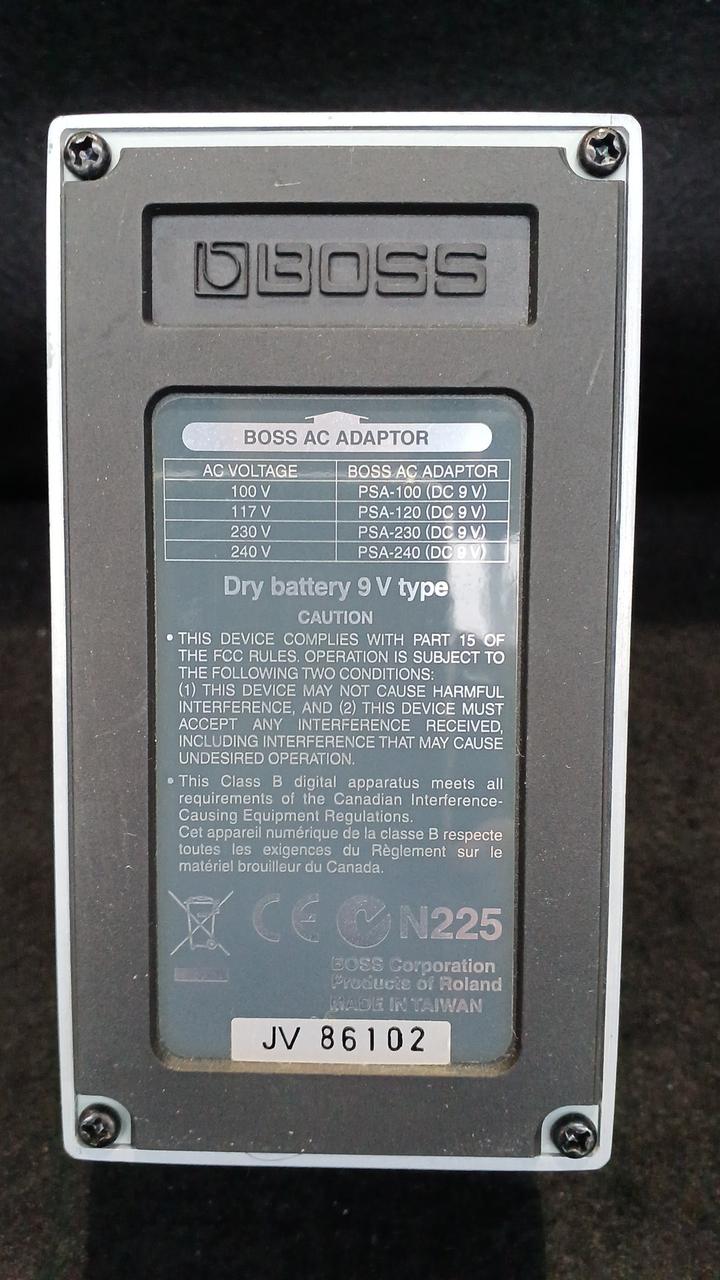 BOSS
BOSS AC ADAPTOR
AC VOLTAGE BOSS AC ADAPTOR
100 V PSA-100 (DC 9 V)
117 V PSA-120 (DC 9 V)
230 V PSA-230 (DC 9 V)
240 V PSA-240 (DC 9 V)
Dry battery 9 V type
CAUTION
• THIS DEVICE COMPLIES WITH PART 15 OF
THE FCC RULES. OPERATION IS SUBJECT TO
THE FOLLOWING TWO CONDITIONS:
(1) THIS DEVICE MAY NOT CAUSE HARMFUL
INTERFERENCE, AND (2) THIS DEVICE MUST
ACCEPT ANY INTERFERENCE RECEIVED,
INCLUDING INTERFERENCE THAT MAY CAUSE
UNDESIRED OPERATION.
• This Class B digital apparatus meets all
requirements of the Canadian Interference-
Causing Equipment Regulations.
Cet appareil numérique de la classe B respecte
toutes les exigences du Règlement sur le
matériel brouilleur du Canada.
CE N225
BOSS Corporation
Products of Roland
MADE IN TAIWAN
JV 86102